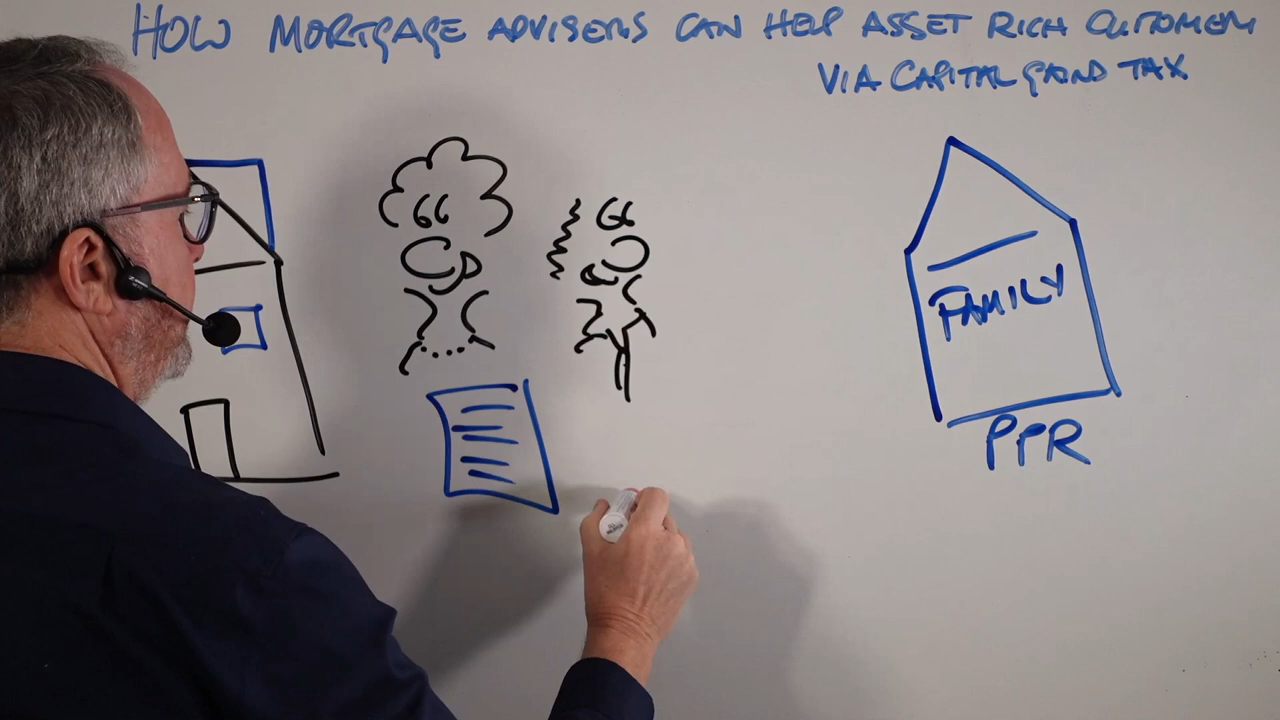 HOW MORTGAGE ADVISERS CAN HELP ASSET RICH CUSTOMERS
VIA CAPITAL GAINS TAX
FAMILY
PPR